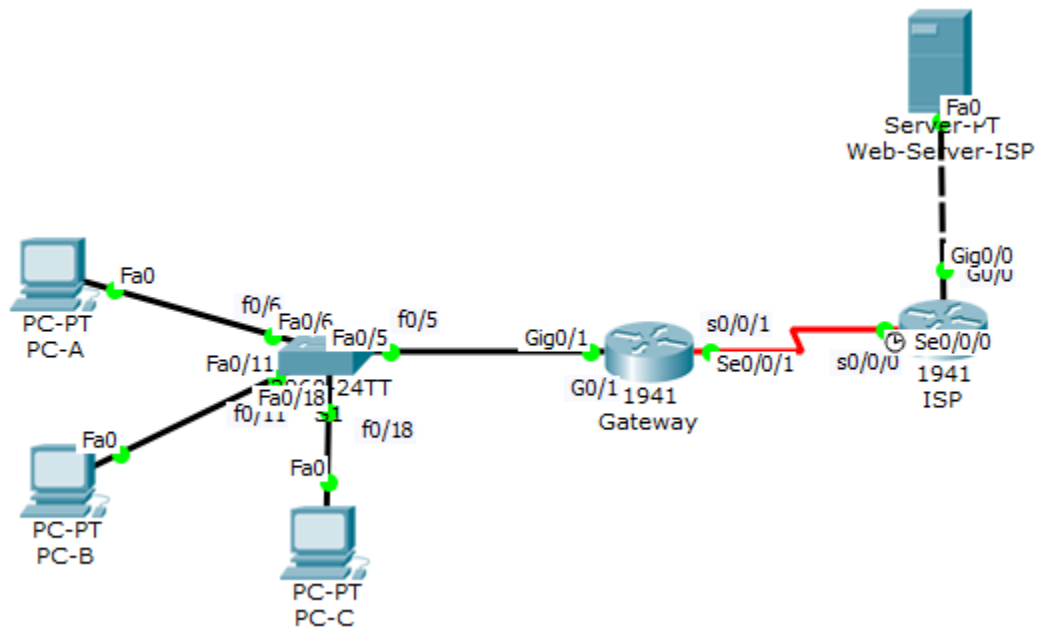 Fa0
Server-PT
Web-Server-ISP
Gig0/0
G0/0
Fa0
PC-PT
PC-A
f0/6
Fa0/6
Fa0/5
f0/5
Gig0/1
G0/1
1941
Gateway
s0/0/1
Se0/0/1
s0/0/0
Se0/0/0
1941
ISP
Fa0/11
24TT
Fa0/18
f0/11
S1
f0/18
Fa0
PC-PT
PC-B
Fa0
PC-PT
PC-C